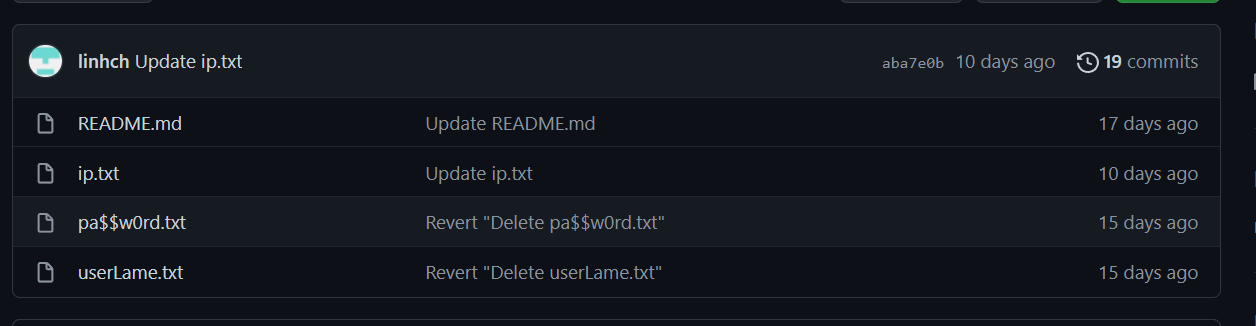 linhch Update ip.txt aba7e0b 10 days ago 19 commits
README.md Update README.md 17 days ago
ip.txt Update ip.txt 10 days ago
pa$$w0rd.txt Revert "Delete pa$$w0rd.txt" 15 days ago
userLame.txt Revert "Delete userLame.txt" 15 days ago